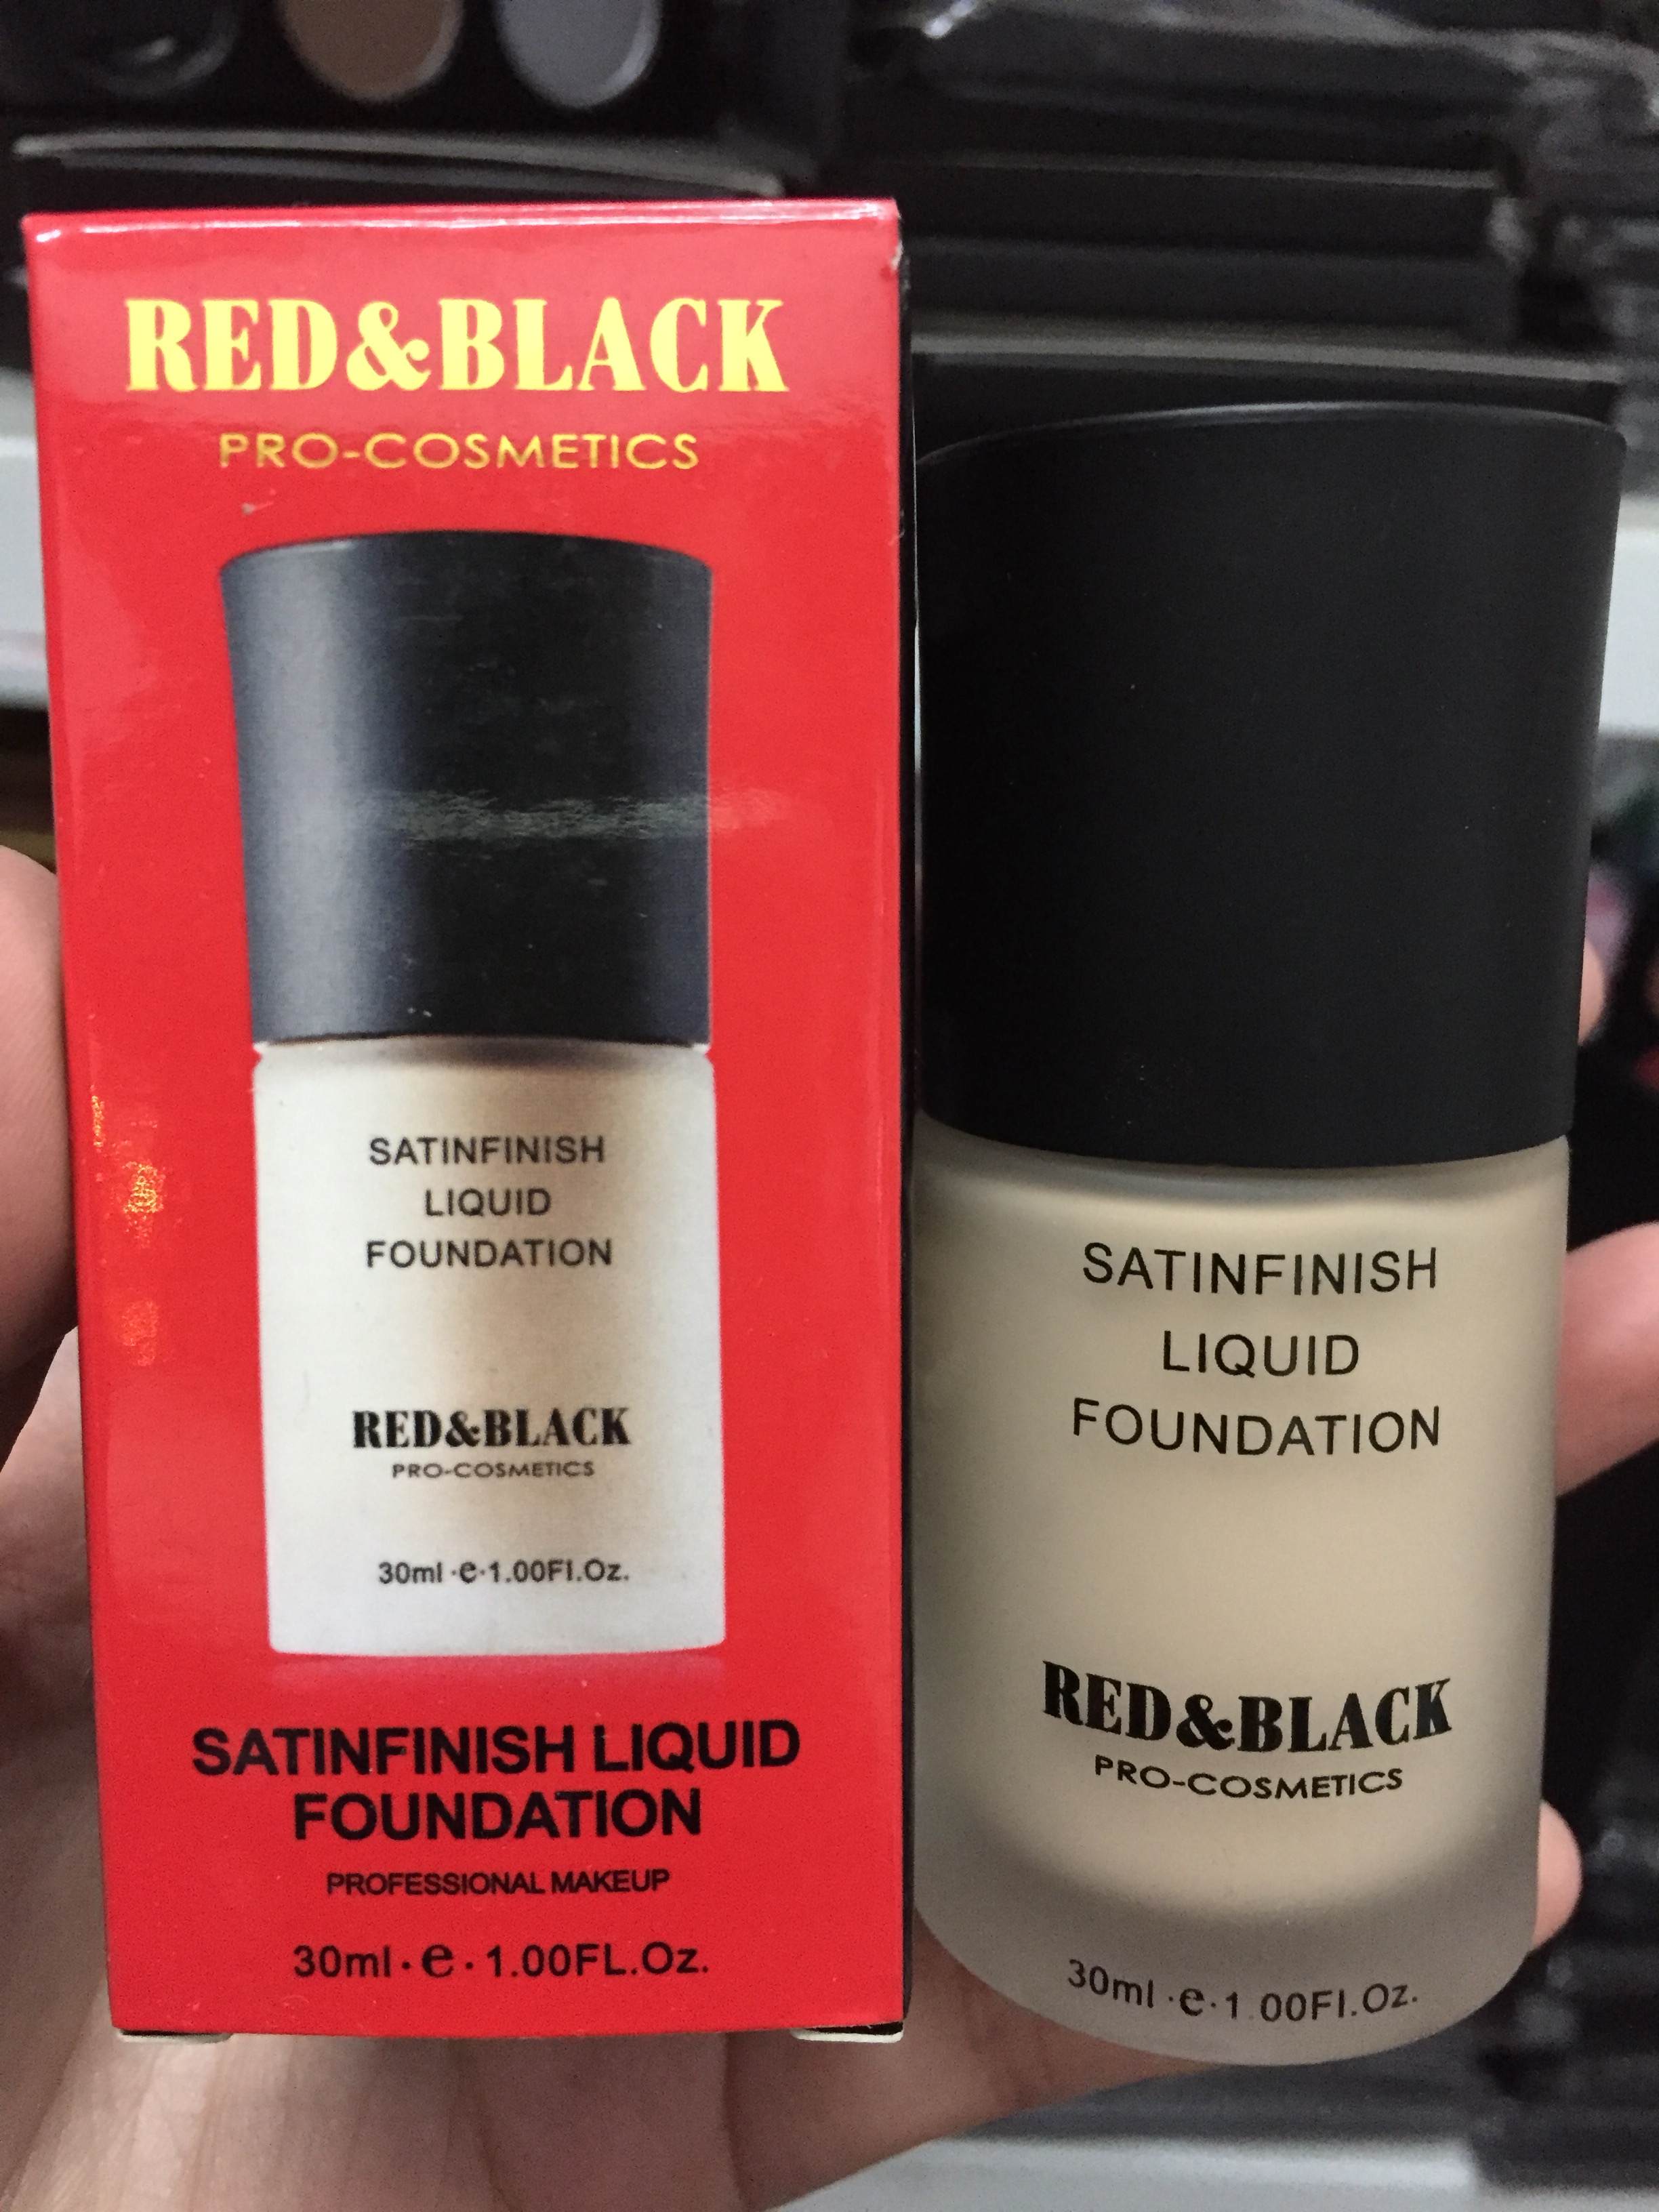 RED&BLACK
PRO-COSMETICS
SATINFINISH
LIQUID
FOUNDATION
RED&BLACK
PRO-COSMETICS
30ml ·e·1.00Fl.Oz.
SATINFINISH LIQUID
FOUNDATION
PROFESSIONAL MAKEUP
30ml·e·1.00FL.Oz.
SATINFINISH
LIQUID
FOUNDATION
RED&BLACK
PRO-COSMETICS
30ml ·e·1.00Fl.Oz.